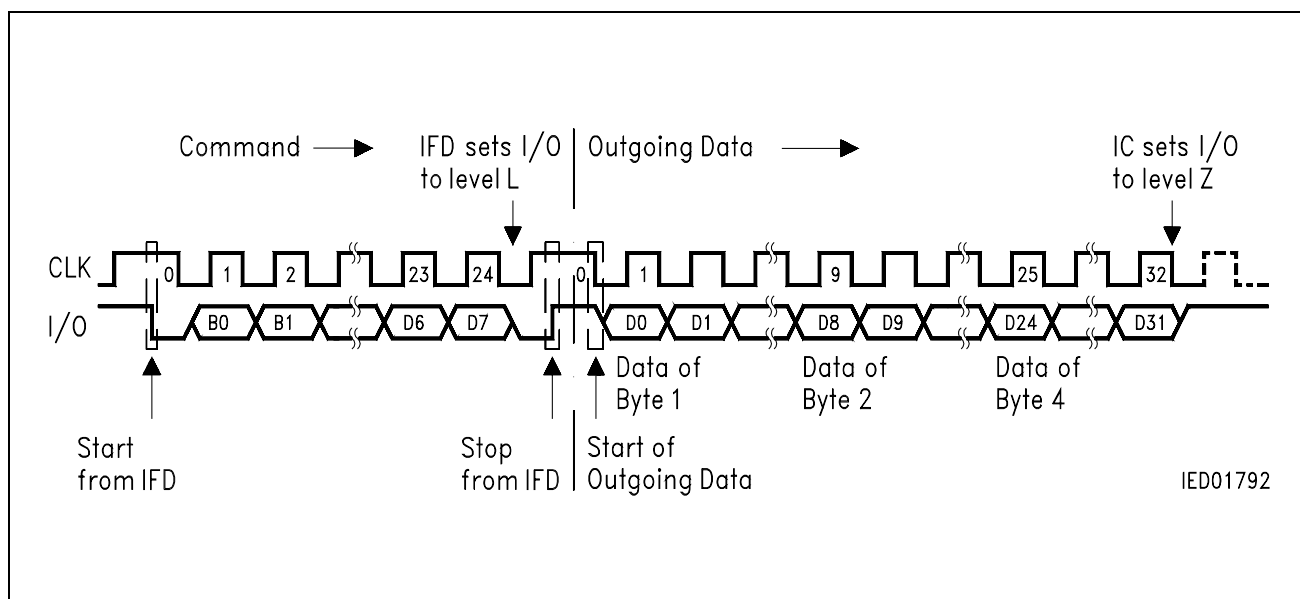 Command
IFD sets I/O
to level L
Outgoing Data
IC sets I/O
to level Z
CLK
0 1 2 23 24 0 1 9 25 32
I/O
B0 B1 D6 D7 D0 D1 D8 D9 D24 D31
Data of
Byte 1
Data of
Byte 2
Data of
Byte 4
Start
from IFD
Stop
from IFD
Start of
Outgoing Data
IED01792